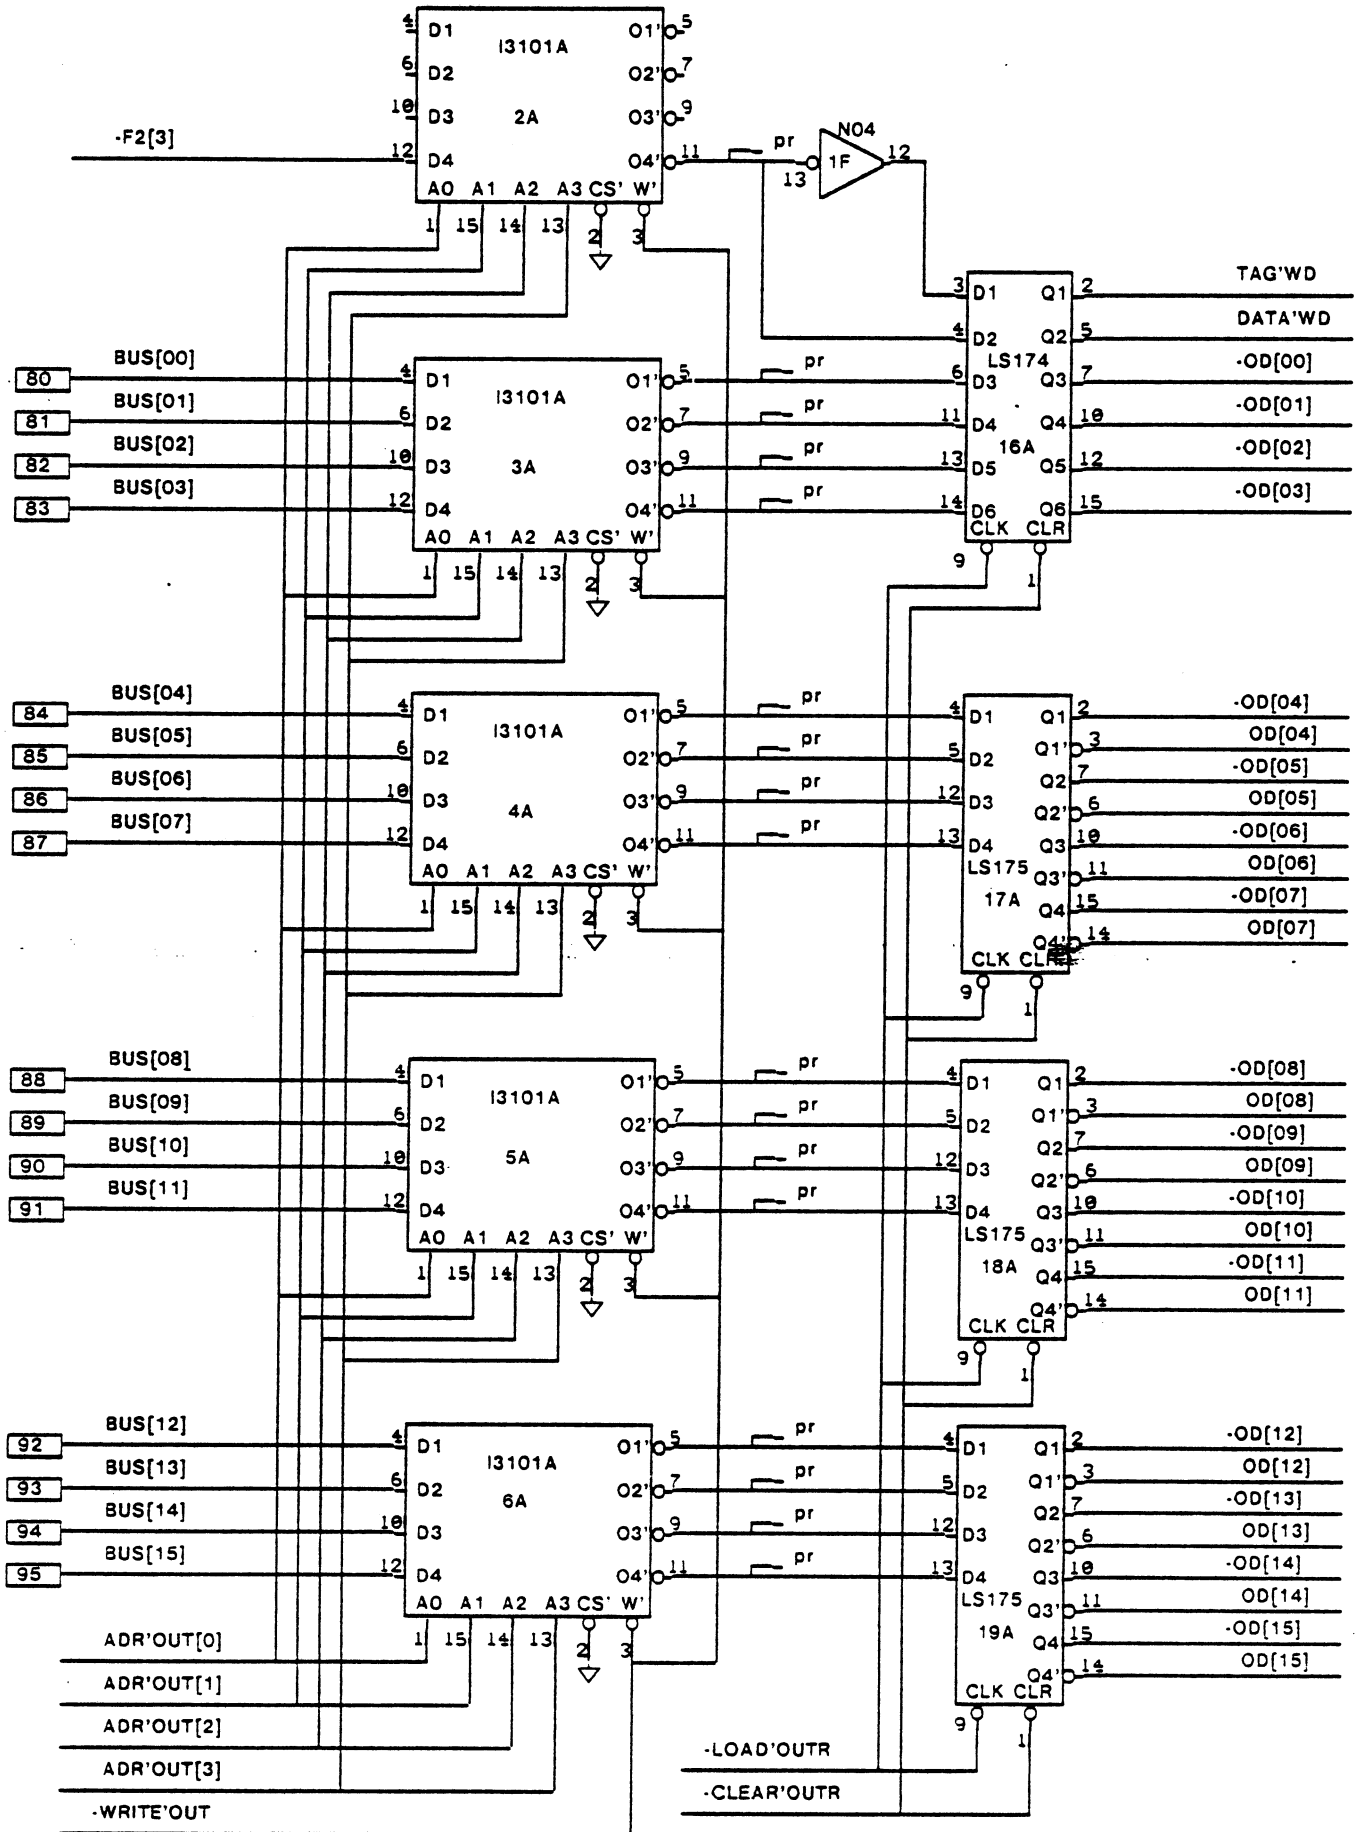 4 D1 I3101A O1' 5
6 D2 O2' 7
10 D3 2A O3' 9
-F2[3] 12 D4 O4' 11 pr 13 1F N04 12
A0 A1 A2 A3 CS' W'
1 15 14 13 2 3
3 D1 Q1 2 TAG'WD
4 D2 Q2 5 DATA'WD
LS174
80 BUS[00] 4 D1 I3101A O1' 5 pr 6 D3 Q3 7 -OD[00]
81 BUS[01] 6 D2 O2' 7 pr 11 D4 Q4 10 -OD[01]
16A
82 BUS[02] 10 D3 3A O3' 9 pr 13 D5 Q5 12 -OD[02]
83 BUS[03] 12 D4 O4' 11 pr 14 D6 Q6 15 -OD[03]
A0 A1 A2 A3 CS' W' CLK CLR
1 15 14 13 2 3 9 1
84 BUS[04] 4 D1 I3101A O1' 5 pr 4 D1 Q1 2 -OD[04]
Q1' 3 OD[04]
85 BUS[05] 6 D2 O2' 7 pr 5 D2 Q2 7 -OD[05]
86 BUS[06] 10 D3 4A O3' 9 pr 12 D3 Q2' 6 OD[05]
87 BUS[07] 12 D4 O4' 11 pr 13 D4 Q3 10 -OD[06]
A0 A1 A2 A3 CS' W' LS175 Q3' 11 OD[06]
1 15 14 13 2 3 17A Q4 15 -OD[07]
Q4' 14 OD[07]
CLK CLR
9 1
88 BUS[08] 4 D1 I3101A O1' 5 pr 4 D1 Q1 2 -OD[08]
Q1' 3 OD[08]
89 BUS[09] 6 D2 O2' 7 pr 5 D2 Q2 7 -OD[09]
90 BUS[10] 10 D3 5A O3' 9 pr 12 D3 Q2' 6 OD[09]
91 BUS[11] 12 D4 O4' 11 pr 13 D4 Q3 10 -OD[10]
A0 A1 A2 A3 CS' W' LS175 Q3' 11 OD[10]
1 15 14 13 2 3 18A Q4 15 -OD[11]
Q4' 14 OD[11]
CLK CLR
9 1
92 BUS[12] 4 D1 I3101A O1' 5 pr 4 D1 Q1 2 -OD[12]
Q1' 3 OD[12]
93 BUS[13] 6 D2 6A O2' 7 pr 5 D2 Q2 7 -OD[13]
94 BUS[14] 10 D3 O3' 9 pr 12 D3 Q2' 6 OD[13]
95 BUS[15] 12 D4 O4' 11 pr 13 D4 Q3 10 -OD[14]
A0 A1 A2 A3 CS' W' LS175 Q3' 11 OD[14]
1 15 14 13 2 3 19A Q4 15 -OD[15]
Q4' 14 OD[15]
CLK CLR
9 1
ADR'OUT[0]
ADR'OUT[1]
ADR'OUT[2]
ADR'OUT[3]
-WRITE'OUT
-LOAD'OUTR
-CLEAR'OUTR